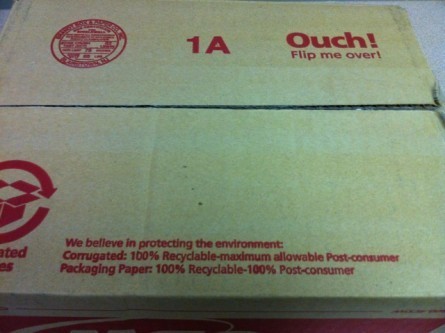 1A
Ouch!
Flip me over!
We believe in protecting the environment:
Corrugated: 100% Recyclable-maximum allowable Post-consumer
Packaging Paper: 100% Recyclable-100% Post-consumer